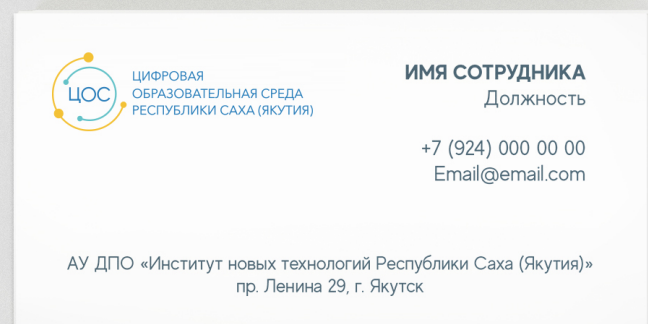 ЦОС
ЦИФРОВАЯ
ОБРАЗОВАТЕЛЬНАЯ СРЕДА
РЕСПУБЛИКИ САХА (ЯКУТИЯ)
ИМЯ СОТРУДНИКА
Должность
+7 (924) 000 00 00
Email@email.com
АУ ДПО «Институт новых технологий Республики Саха (Якутия)»
пр. Ленина 29, г. Якутск